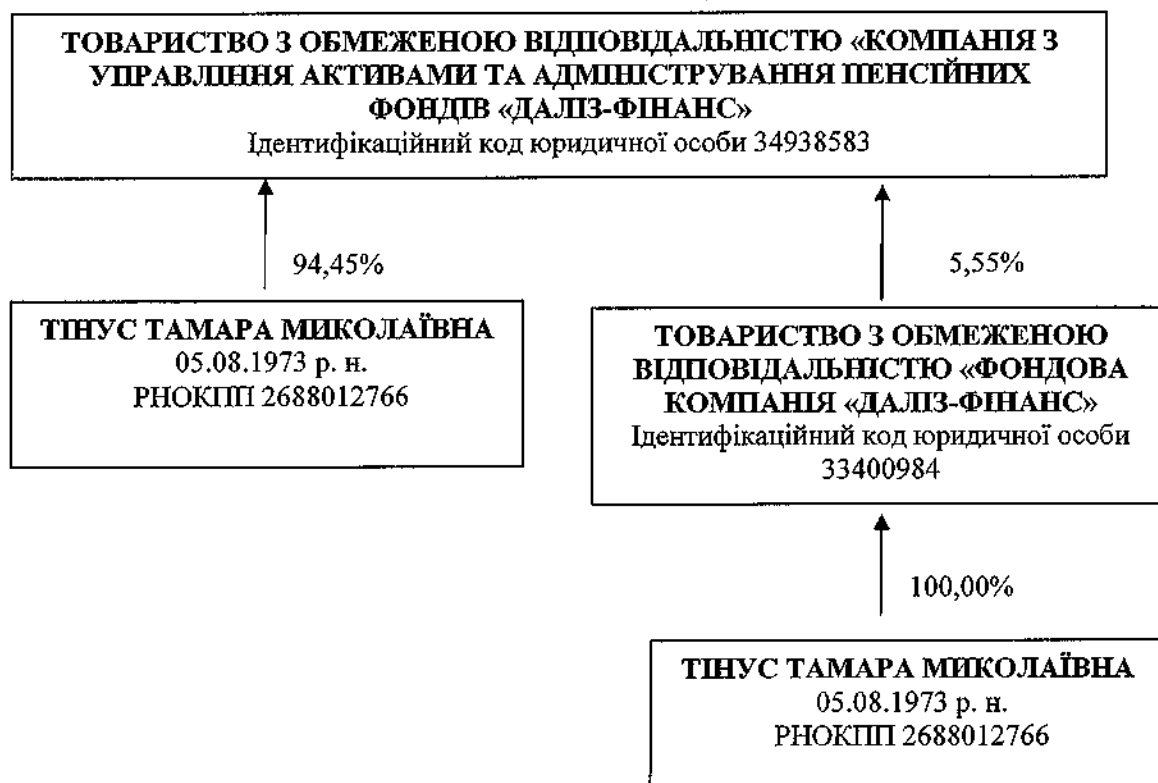 ТОВАРИСТВО З ОБМЕЖЕНОЮ ВІДПОВІДАЛЬНІСТЮ «КОМПАНІЯ З
УПРАВЛІННЯ АКТИВАМИ ТА АДМІНІСТРУВАННЯ ПЕНСІЙНИХ
ФОНДІВ «ДАЛІЗ-ФІНАНС»
Ідентифікаційний код юридичної особи 34938583
94,45%
5,55%
ТІНУС ТАМАРА МИКОЛАЇВНА
05.08.1973 р. н.
РНОКПП 2688012766
ТОВАРИСТВО З ОБМЕЖЕНОЮ
ВІДПОВІДАЛЬНІСТЮ «ФОНДОВА
КОМПАНІЯ «ДАЛІЗ-ФІНАНС»
Ідентифікаційний код юридичної особи
33400984
100,00%
ТІНУС ТАМАРА МИКОЛАЇВНА
05.08.1973 р. н.
РНОКПП 2688012766